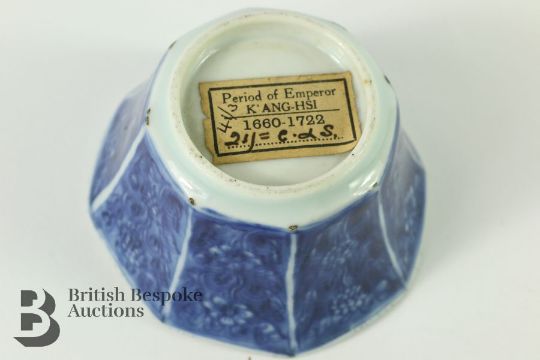 Period of Emperor
K'ANG-HSI
1660-1722
21/= C.
British Bespoke
Auctions